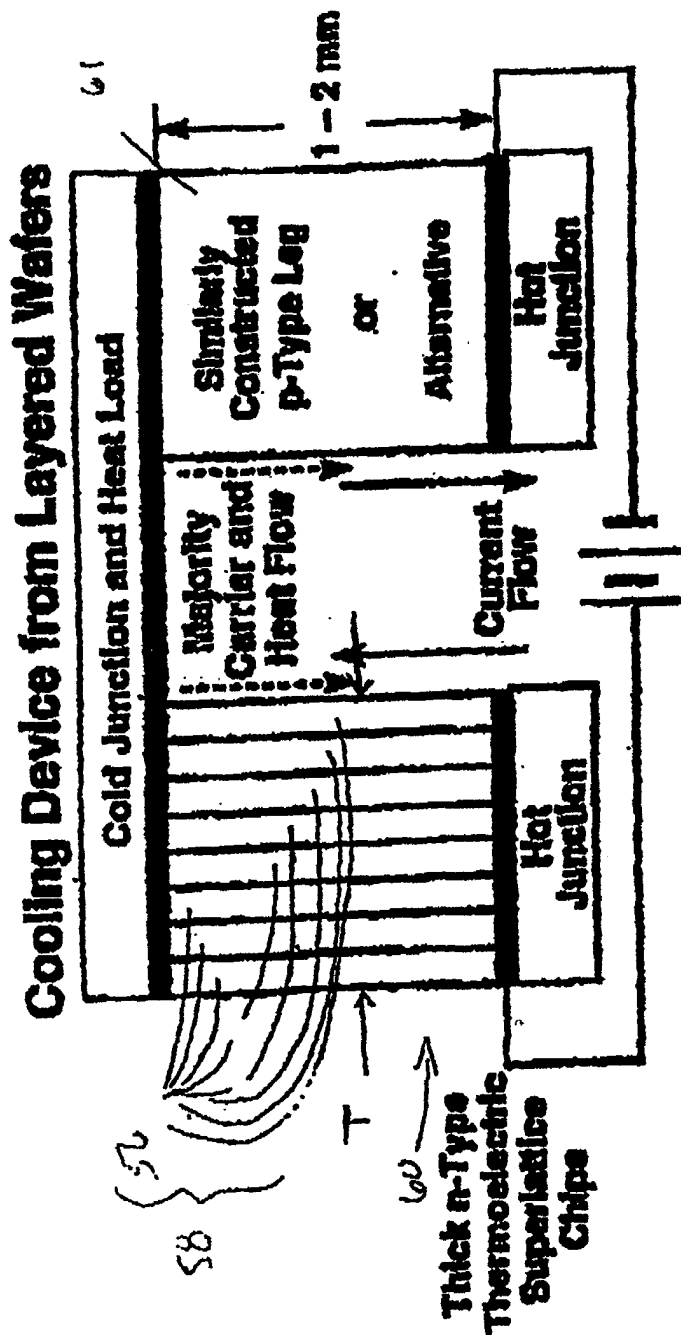 Cooling Device from Layered Wafers
61
Cold Junction and Heat Load
Similarly
Constructed
p-Type Leg
or
Alternative
1 – 2 mm
Majority
Carrier and
Heat Flow
Current
Flow
Hot
Junction
Hot
Junction
58
T
60
Thick n-Type
Thermoelectric
Superlattice
Chips